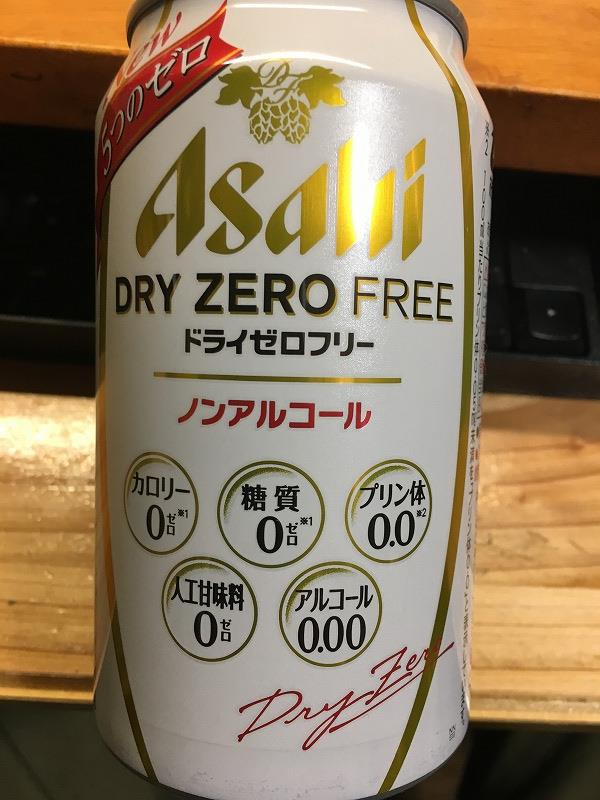 New
5つのゼロ
DZ
Asahi
DRY ZERO FREE
ドライゼロフリー
ノンアルコール
カロリー
0ゼロ※1
糖質
0ゼロ※1
プリン体
0.0※2
人工甘味料
0ゼロ
アルコール
0.00
Dry Zero